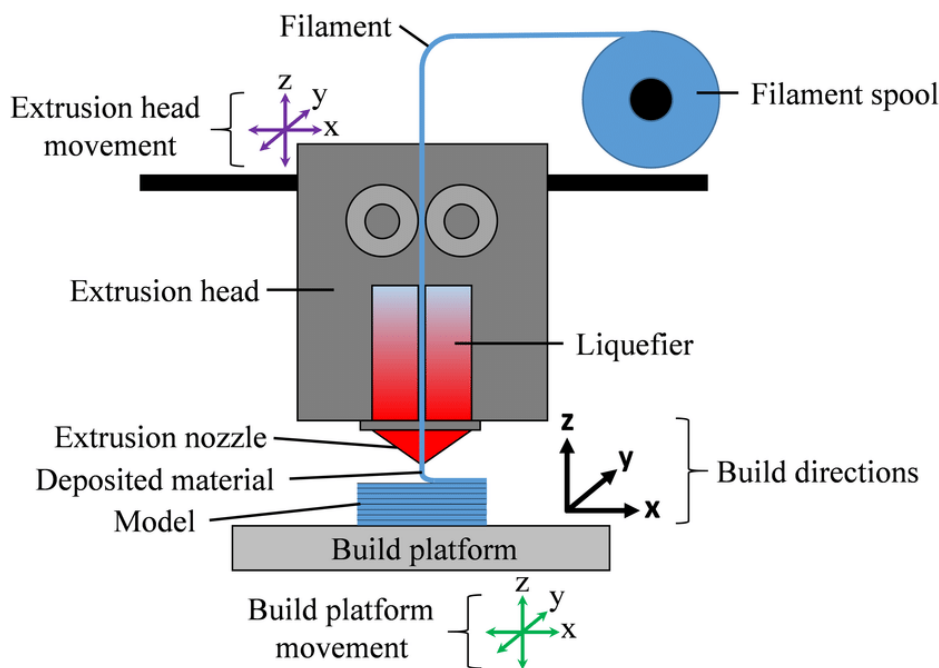 Filament
Filament spool
Extrusion head
movement
z
y
x
Extrusion head
Liquefier
Extrusion nozzle
Deposited material
Model
z
y
x
Build directions
Build platform
Build platform
movement
z
y
x